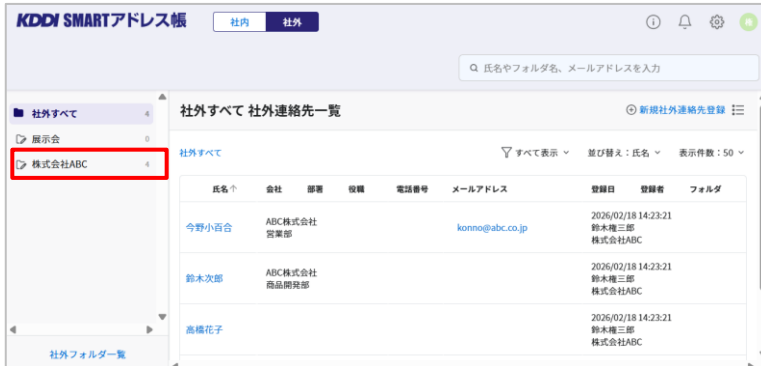 KDDI SMARTアドレス帳 社内 社外
氏名やフォルダ名、メールアドレスを入力
社外すべて 4
展示会 0
株式会社ABC 4
社外フォルダ一覧
社外すべて 社外連絡先一覧 新規社外連絡先登録
社外すべて すべて表示 並び替え：氏名 表示件数：50
氏名↑ 会社 部署 役職 電話番号 メールアドレス 登録日 登録者 フォルダ
今野小百合 ABC株式会社 konno@abc.co.jp 2026/02/18 14:23:21
営業部 鈴木権三郎
株式会社ABC
鈴木次郎 ABC株式会社 2026/02/18 14:23:21
商品開発部 鈴木権三郎
株式会社ABC
高橋花子 2026/02/18 14:23:21
鈴木権三郎
株式会社ABC